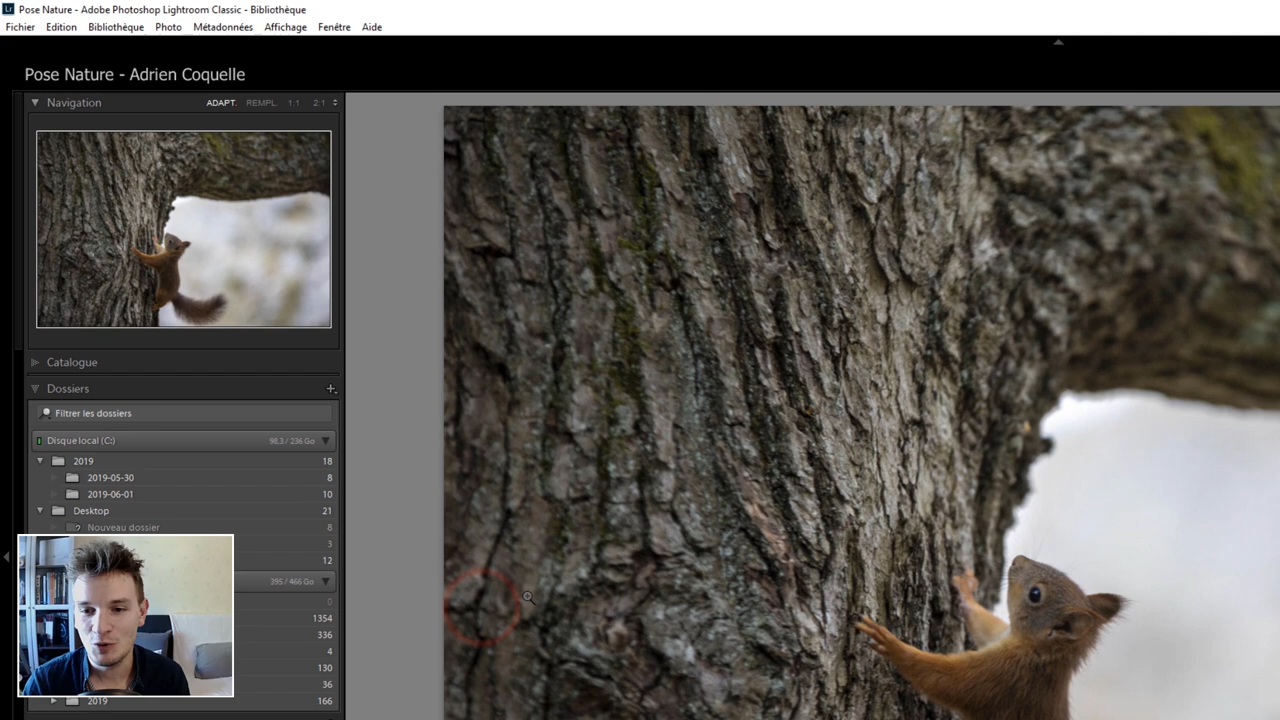 Pose Nature - Adobe Photoshop Lightroom Classic - Bibliothèque
Fichier Edition Bibliothèque Photo Métadonnées Affichage Fenêtre Aide
Pose Nature - Adrien Coquelle
Navigation ADAPT. REMPL. 1:1 2:1
Catalogue
Dossiers +
Filtrer les dossiers
Disque local (C:) 98,3 / 236 Go
2019 18
2019-05-30 8
2019-06-01 10
Desktop 21
Nouveau dossier 8
3
12
395 / 466 Go
0
1354
336
4
130
36
2019 166